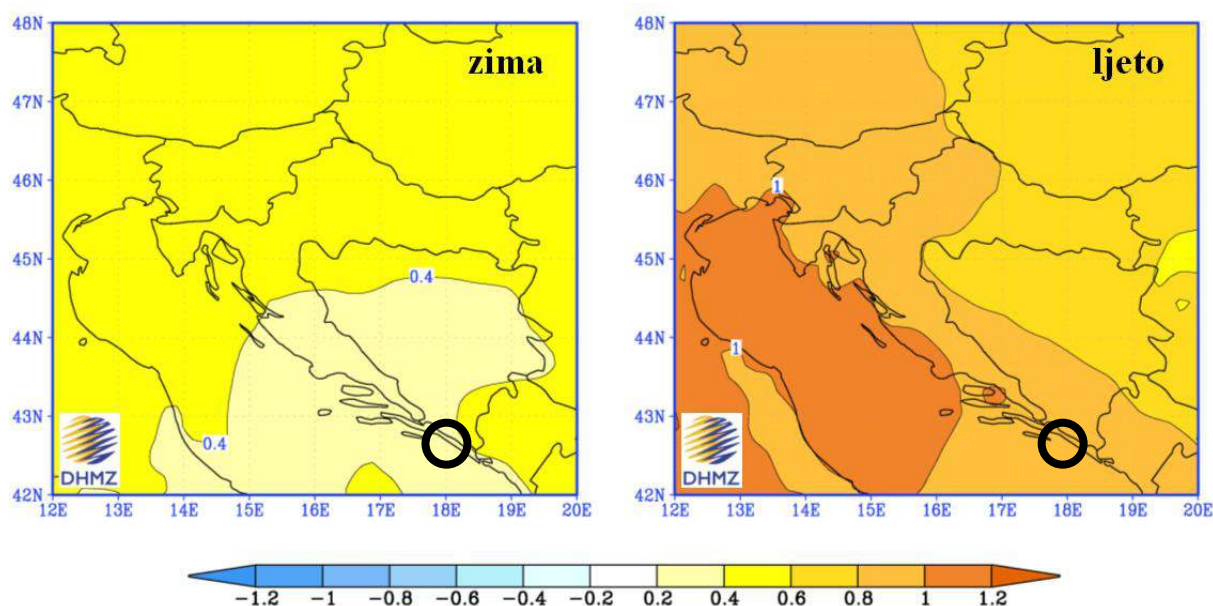 zima
48N
47N
46N
45N
44N
43N
42N
0.4
0.4
DHMZ
12E 13E 14E 15E 16E 17E 18E 19E 20E
ljeto
48N
47N
46N
45N
44N
43N
42N
1
1
DHMZ
12E 13E 14E 15E 16E 17E 18E 19E 20E
-1.2 -1 -0.8 -0.6 -0.4 -0.2 0.2 0.4 0.6 0.8 1 1.2